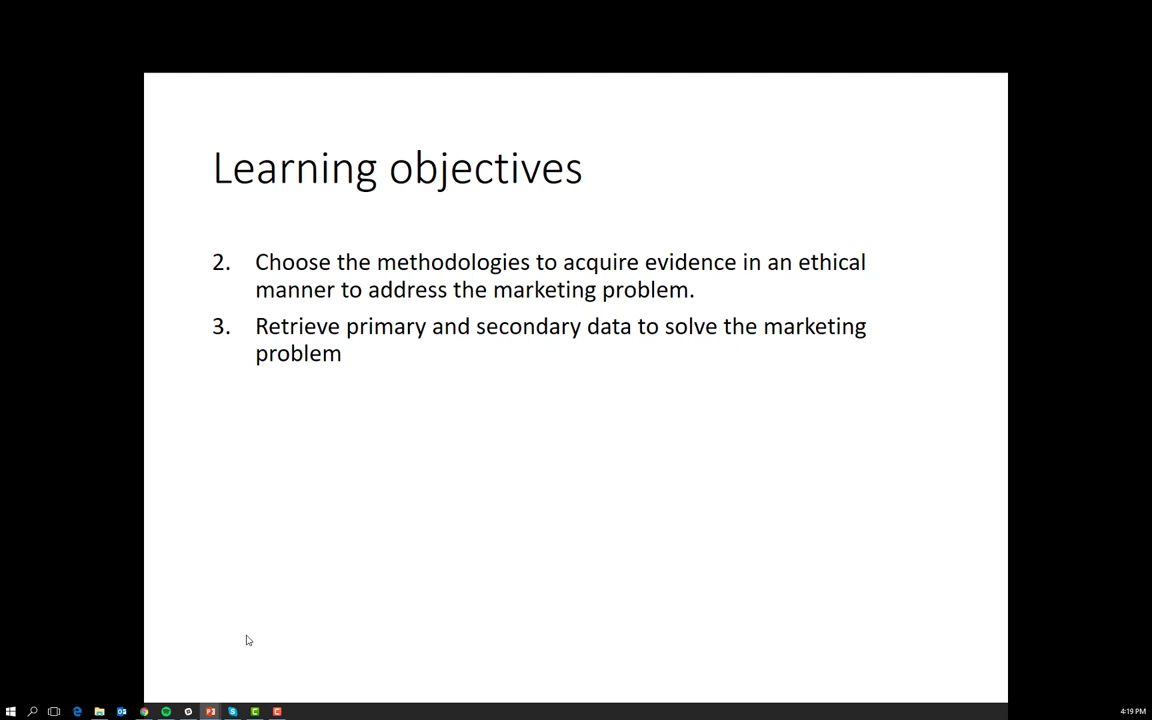 Learning objectives
2. Choose the methodologies to acquire evidence in an ethical
manner to address the marketing problem.
3. Retrieve primary and secondary data to solve the marketing
problem
4:19 PM